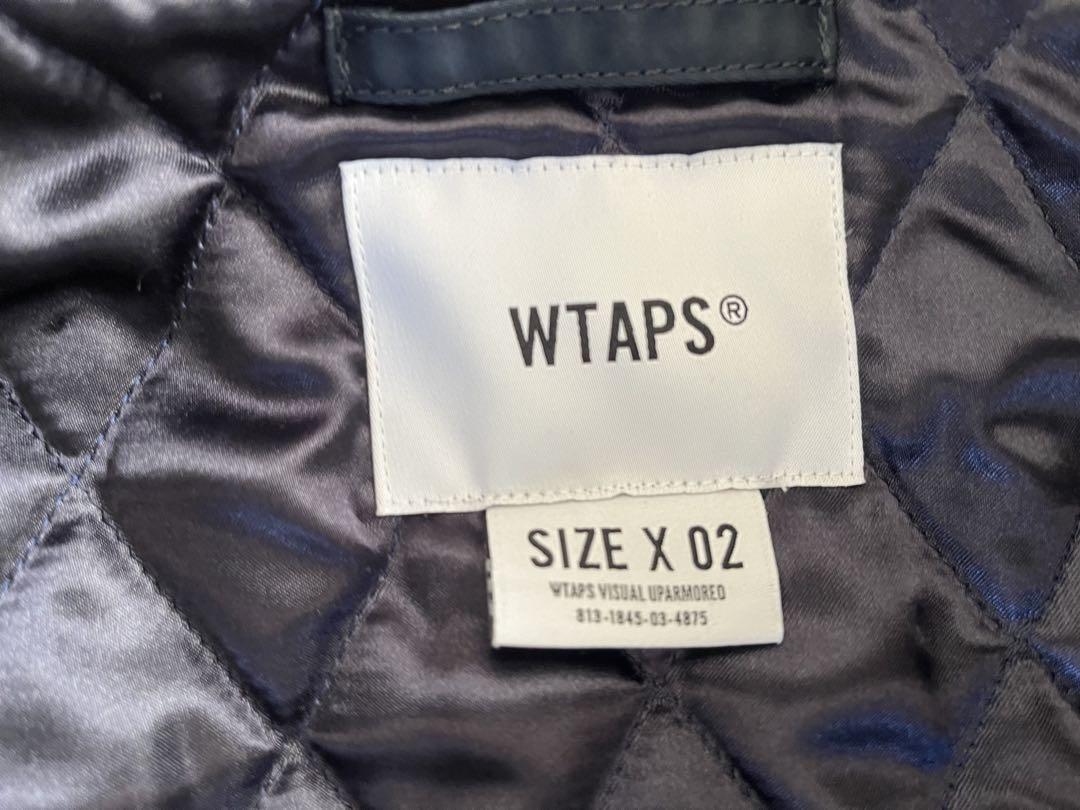 WTAPS®
SIZE X 02
WTAPS VISUAL UPARMORED
813-1845-03-4875